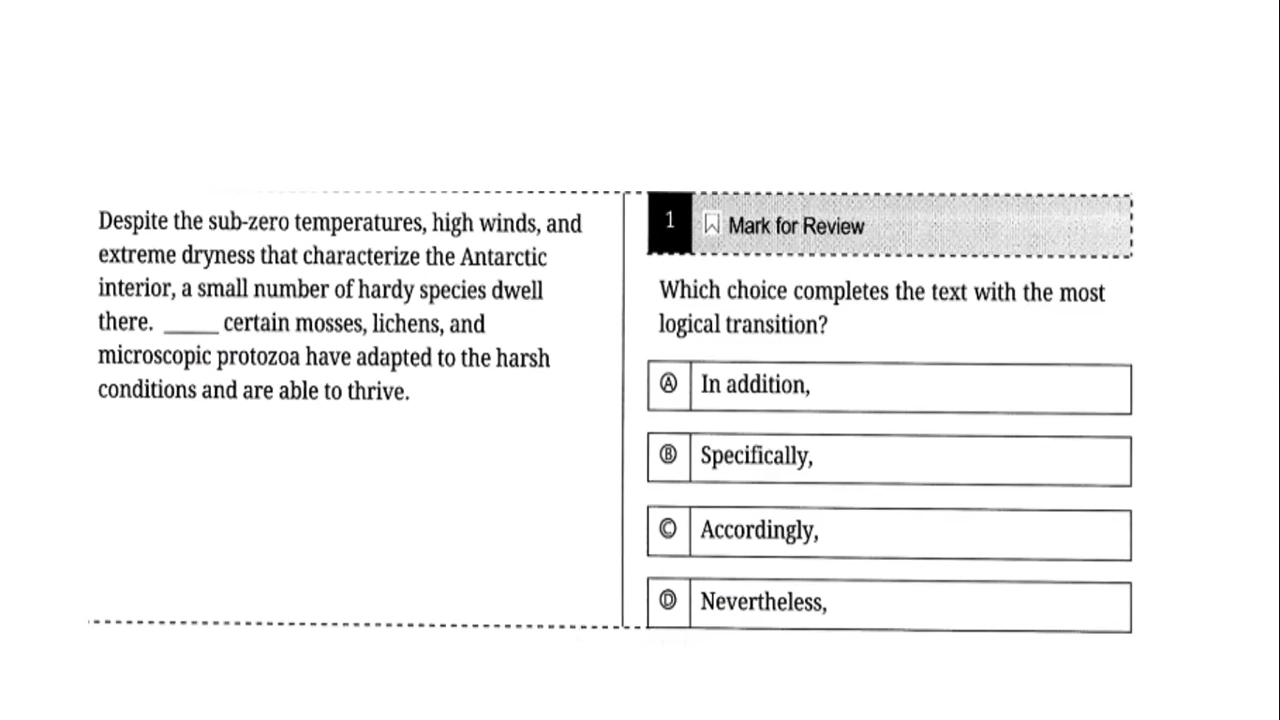 Despite the sub-zero temperatures, high winds, and
extreme dryness that characterize the Antarctic
interior, a small number of hardy species dwell
there. _____ certain mosses, lichens, and
microscopic protozoa have adapted to the harsh
conditions and are able to thrive.
1 Mark for Review
Which choice completes the text with the most
logical transition?
Ⓐ In addition,
Ⓑ Specifically,
Ⓒ Accordingly,
Ⓓ Nevertheless,